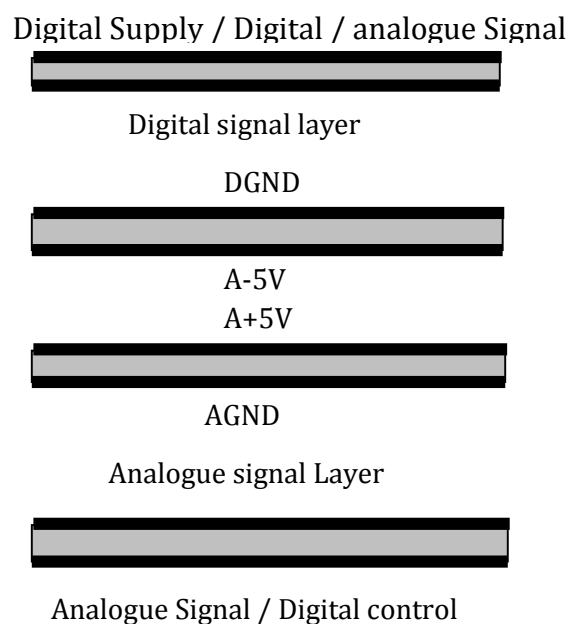 Digital Supply / Digital / analogue Signal
Digital signal layer
DGND
A-5V
A+5V
AGND
Analogue signal Layer
Analogue Signal / Digital control